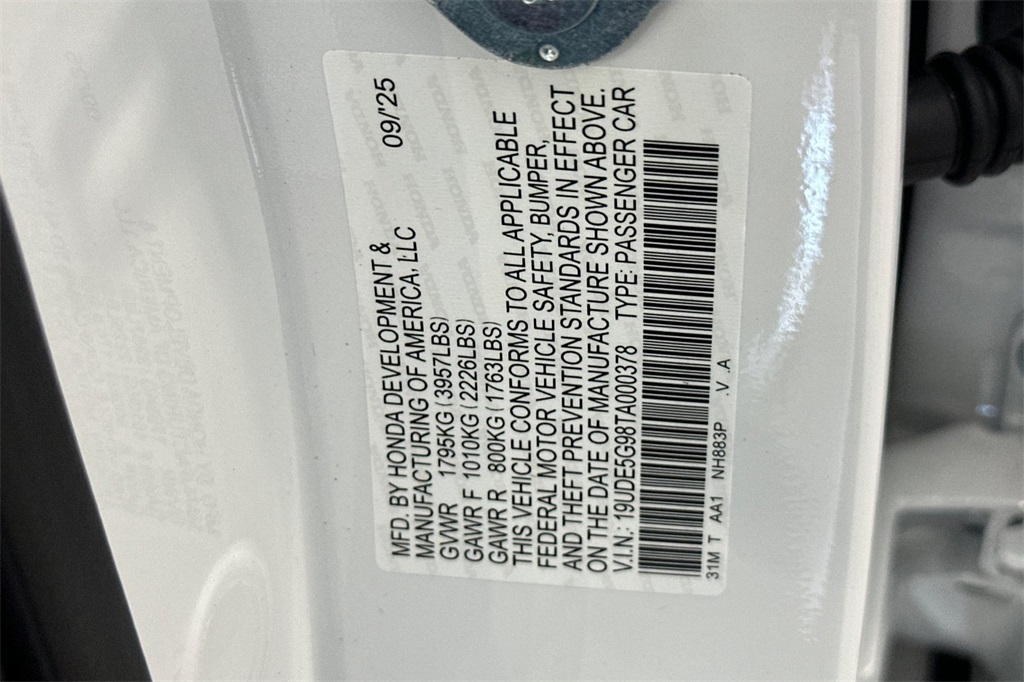 09/'25
MFD. BY HONDA DEVELOPMENT &
MANUFACTURING OF AMERICA, LLC
GVWR 1795KG (3957LBS)
GAWR F 1010KG (2226LBS)
GAWR R 800KG (1763LBS)
THIS VEHICLE CONFORMS TO ALL APPLICABLE
FEDERAL MOTOR VEHICLE SAFETY, BUMPER,
AND THEFT PREVENTION STANDARDS IN EFFECT
ON THE DATE OF MANUFACTURE SHOWN ABOVE.
V.I.N.: 19UDE5G98TA000378 TYPE: PASSENGER CAR
31M T AA1 NH883P .V .A